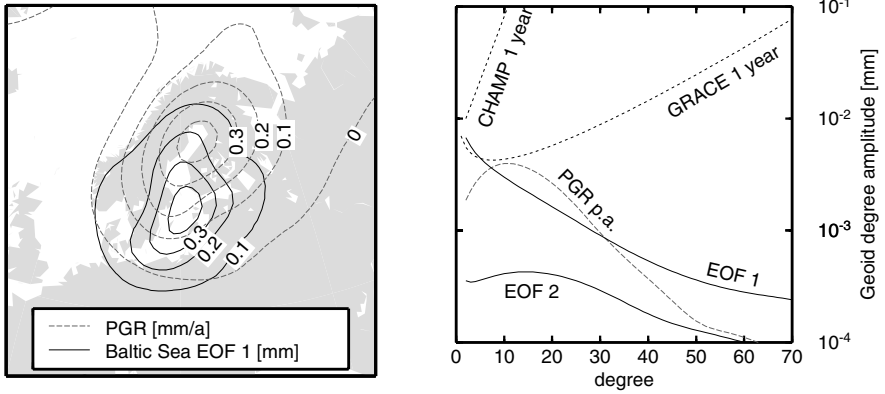 0.3
0.2
0.1
0
0.3
0.2
0.1
PGR [mm/a]
Baltic Sea EOF 1 [mm]
CHAMP 1 year
GRACE 1 year
PGR p.a.
EOF 1
EOF 2
10⁻¹
10⁻²
10⁻³
10⁻⁴
Geoid degree amplitude [mm]
0 10 20 30 40 50 60 70
degree